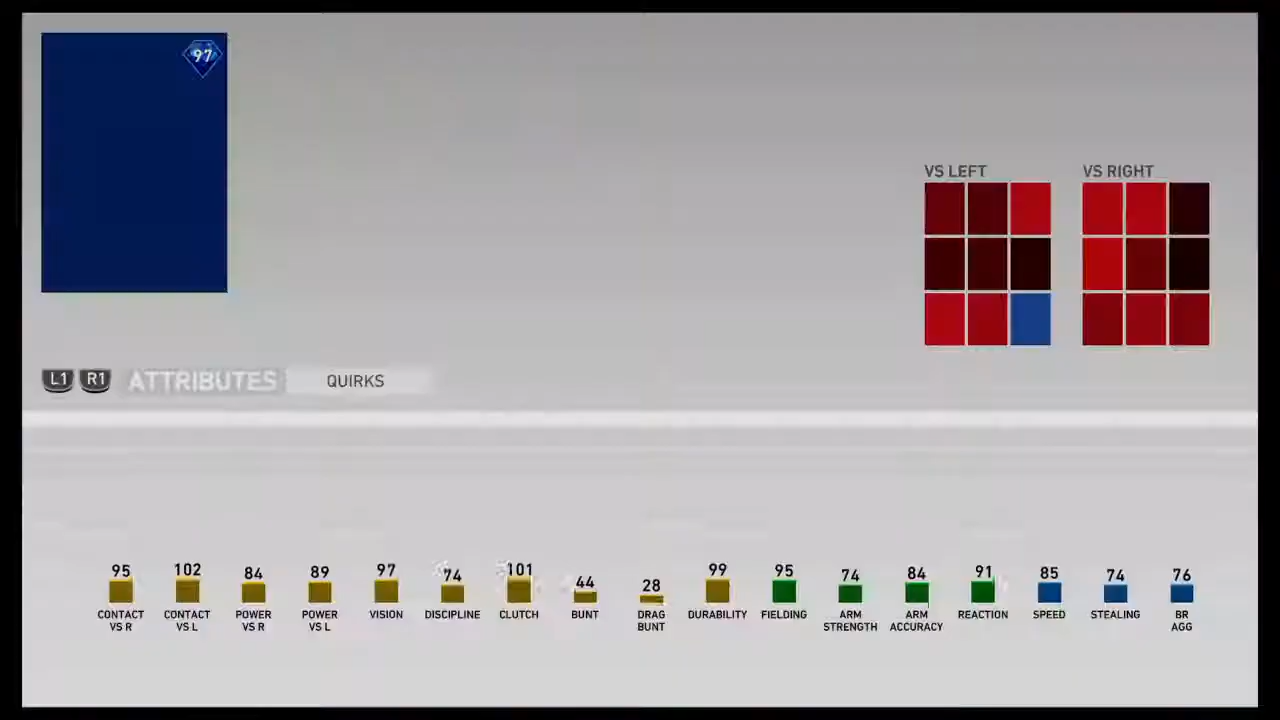 97
VS LEFT
VS RIGHT
L1 R1 ATTRIBUTES QUIRKS
95 102 84 89 97 74 101 44 28 99 95 74 84 91 85 74 76
CONTACT CONTACT POWER POWER VISION DISCIPLINE CLUTCH BUNT DRAG DURABILITY FIELDING ARM ARM REACTION SPEED STEALING BR
VS R VS L VS R VS L BUNT STRENGTH ACCURACY AGG